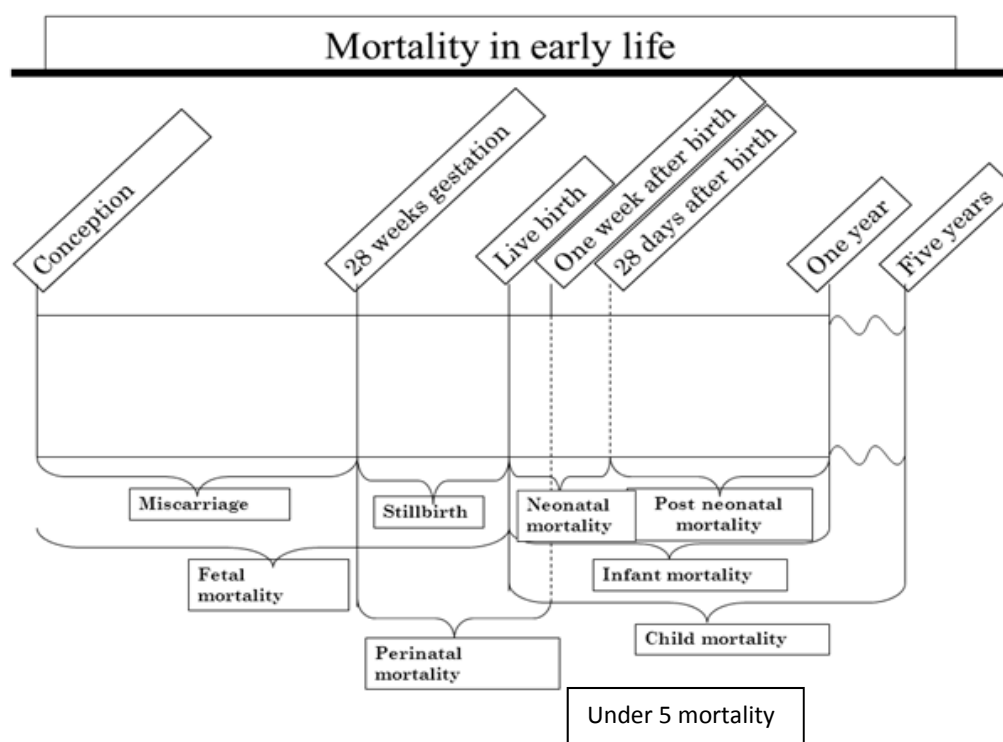 Mortality in early life
Conception
28 weeks gestation
Live birth
One week after birth
28 days after birth
One year
Five years
Miscarriage
Stillbirth
Neonatal
mortality
Post neonatal
mortality
Fetal
mortality
Infant mortality
Perinatal
mortality
Child mortality
Under 5 mortality